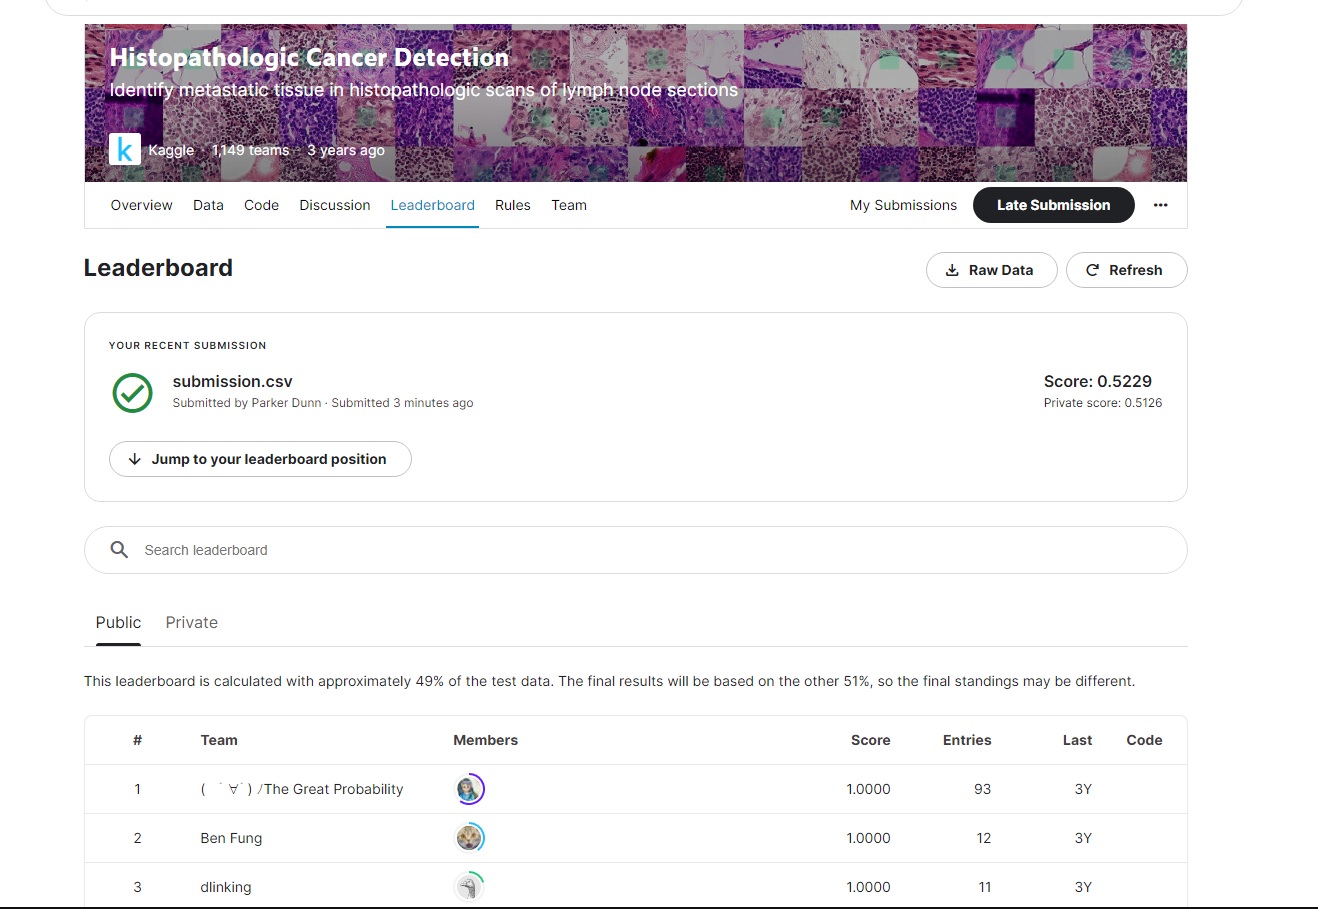 Histopathologic Cancer Detection
Identify metastatic tissue in histopathologic scans of lymph node sections
k Kaggle · 1,149 teams · 3 years ago
Overview Data Code Discussion Leaderboard Rules Team My Submissions Late Submission ...
Leaderboard Raw Data Refresh
YOUR RECENT SUBMISSION
submission.csv Score: 0.5229
Submitted by Parker Dunn · Submitted 3 minutes ago Private score: 0.5126
Jump to your leaderboard position
Search leaderboard
Public Private
This leaderboard is calculated with approximately 49% of the test data. The final results will be based on the other 51%, so the final standings may be different.
# Team Members Score Entries Last Code
1 ( ´∀`) /The Great Probability 1.0000 93 3Y
2 Ben Fung 1.0000 12 3Y
3 dlinking 1.0000 11 3Y